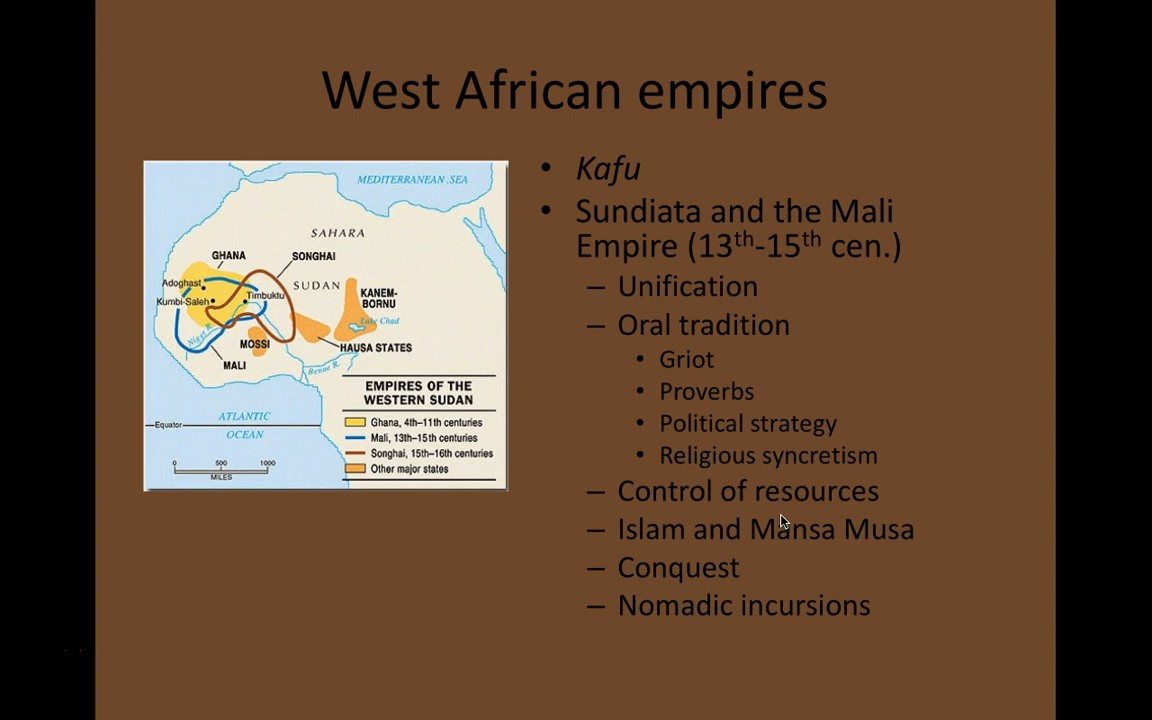 West African empires
MEDITERRANEAN SEA
SAHARA
GHANA
SONGHAI
Adoghast
SUDAN
KANEM-
BORNU
Timbuktu
Kumbi-Saleh
Lake Chad
Niger R.
MOSSI
HAUSA STATES
MALI
Benue R.
EMPIRES OF THE
WESTERN SUDAN
ATLANTIC
OCEAN
Equator
Ghana, 4th–11th centuries
Mali, 13th–15th centuries
Songhai, 15th–16th centuries
Other major states
0 500 1000
MILES
• Kafu
• Sundiata and the Mali
Empire (13th-15th cen.)
– Unification
– Oral tradition
• Griot
• Proverbs
• Political strategy
• Religious syncretism
– Control of resources
– Islam and Mansa Musa
– Conquest
– Nomadic incursions